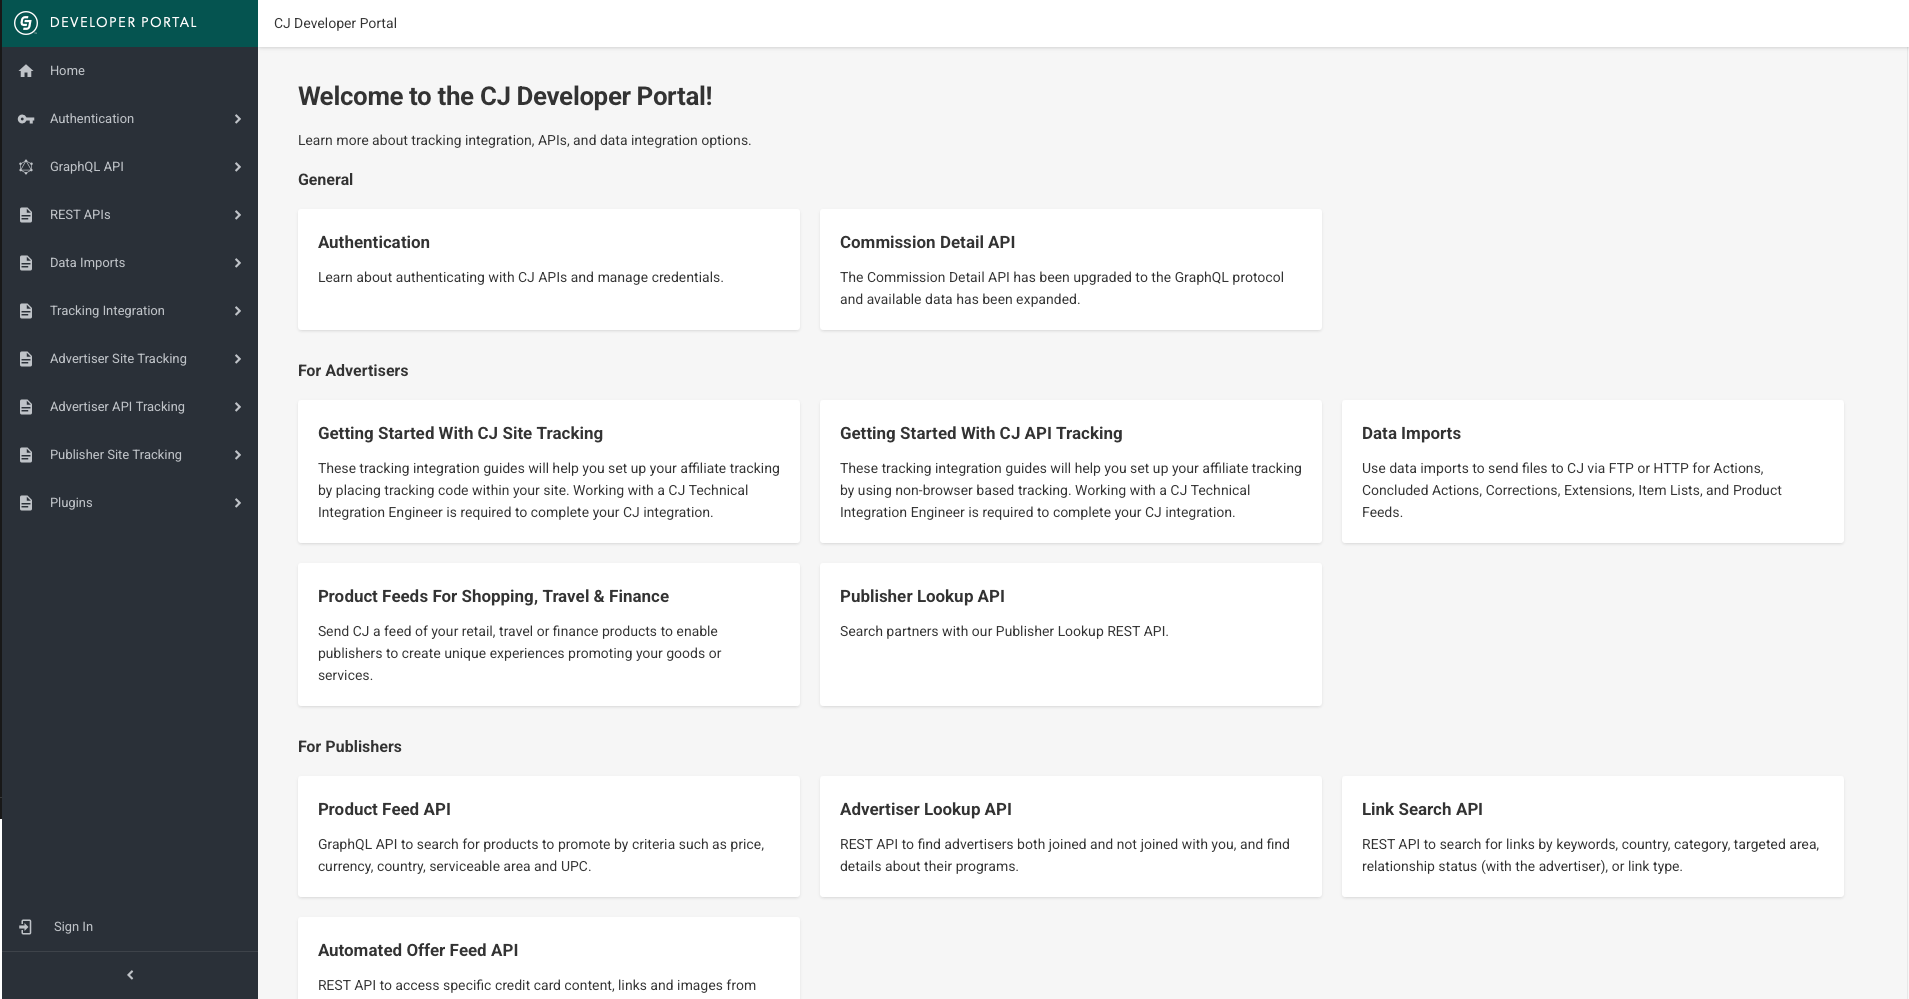 DEVELOPER PORTAL
CJ Developer Portal
Home
Authentication
GraphQL API
REST APIs
Data Imports
Tracking Integration
Advertiser Site Tracking
Advertiser API Tracking
Publisher Site Tracking
Plugins
Sign In
Welcome to the CJ Developer Portal!
Learn more about tracking integration, APIs, and data integration options.
General
Authentication
Learn about authenticating with CJ APIs and manage credentials.
Commission Detail API
The Commission Detail API has been upgraded to the GraphQL protocol
and available data has been expanded.
For Advertisers
Getting Started With CJ Site Tracking
These tracking integration guides will help you set up your affiliate tracking
by placing tracking code within your site. Working with a CJ Technical
Integration Engineer is required to complete your CJ integration.
Getting Started With CJ API Tracking
These tracking integration guides will help you set up your affiliate tracking
by using non-browser based tracking. Working with a CJ Technical
Integration Engineer is required to complete your CJ integration.
Data Imports
Use data imports to send files to CJ via FTP or HTTP for Actions,
Concluded Actions, Corrections, Extensions, Item Lists, and Product
Feeds.
Product Feeds For Shopping, Travel & Finance
Send CJ a feed of your retail, travel or finance products to enable
publishers to create unique experiences promoting your goods or
services.
Publisher Lookup API
Search partners with our Publisher Lookup REST API.
For Publishers
Product Feed API
GraphQL API to search for products to promote by criteria such as price,
currency, country, serviceable area and UPC.
Advertiser Lookup API
REST API to find advertisers both joined and not joined with you, and find
details about their programs.
Link Search API
REST API to search for links by keywords, country, category, targeted area,
relationship status (with the advertiser), or link type.
Automated Offer Feed API
REST API to access specific credit card content, links and images from